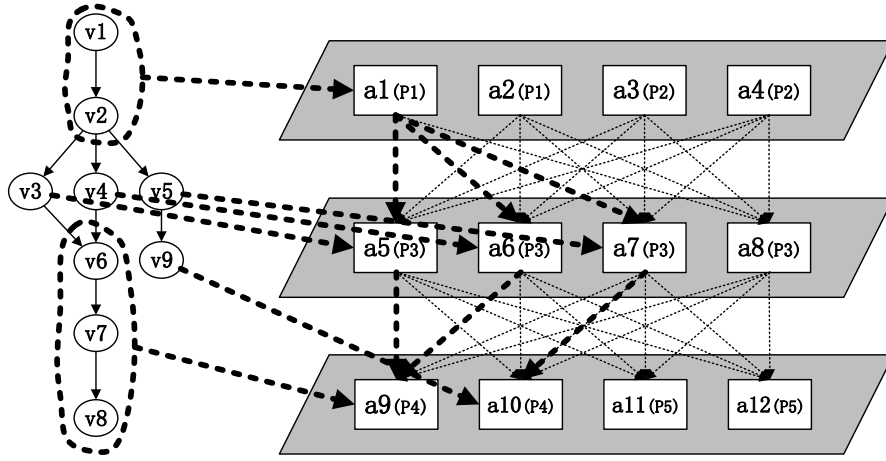 v1
a1(P1) a2(P1) a3(P2) a4(P2)
v2
v3 v4 v5
a5(P3) a6(P3) a7(P3) a8(P3)
v6 v9
v7
a9(P4) a10(P4) a11(P5) a12(P5)
v8